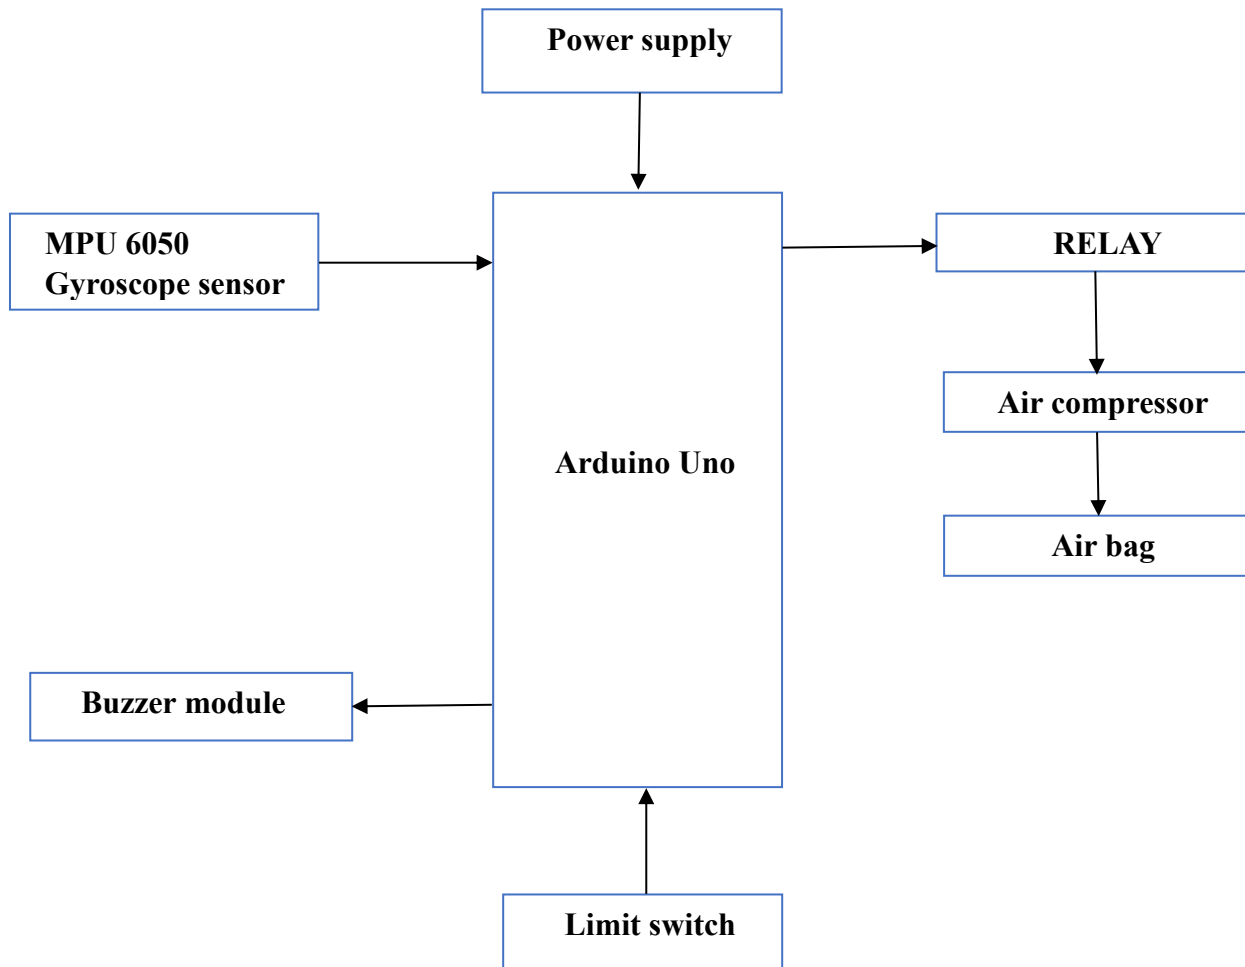 Power supply
MPU 6050
Gyroscope sensor
RELAY
Air compressor
Arduino Uno
Air bag
Buzzer module
Limit switch